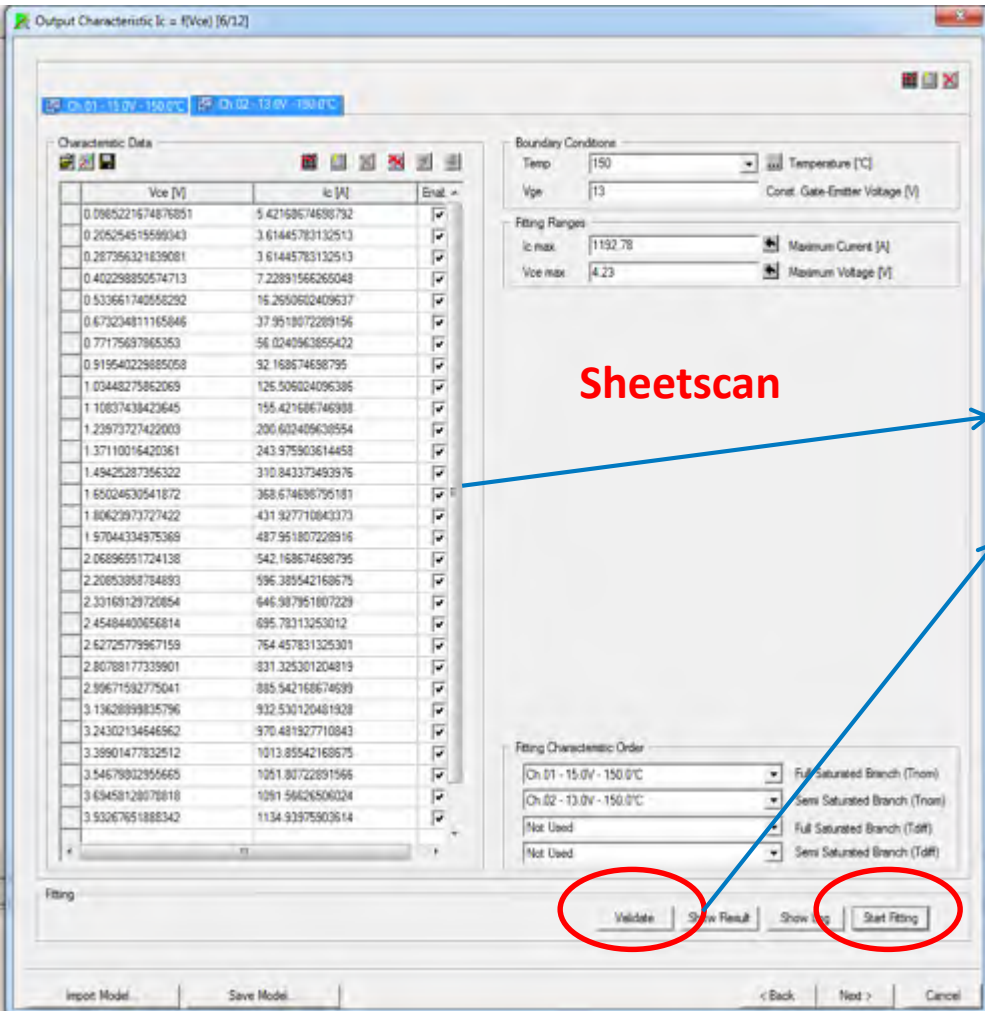 Output Characteristic Ic = f(Vce) [6/12]
Ch 01 - 15.0V - 150.0°C Ch 02 - 13.0V - 150.0°C
Characteristic Data
Vce [V] Ic [A] Enabl
0.0985221674876851 5.42168674698792
0.205254515599343 3.61445783132513
0.287356321839081 3.61445783132513
0.402298850574713 7.22891566265048
0.533661740558292 16.2650602409637
0.673234811165846 37.9518072289156
0.77175697865353 56.0240963855422
0.919540229885058 92.168674698795
1.03448275862069 126.506024096386
1.10837438423645 155.421686746988
1.23973727422003 200.602409638554
1.37110016420361 243.975903614458
1.49425287356322 310.843373493976
1.65024630541872 368.674698795181
1.80623973727422 431.927710843373
1.97044334975369 487.951807228916
2.06896551724138 542.168674698795
2.20853858784893 596.385542168675
2.33169129720854 646.987951807229
2.45484400656814 695.78313253012
2.62725779967159 764.457831325301
2.80788177339901 831.325301204819
2.99671592775041 885.542168674699
3.13628899835796 932.530120481928
3.24302134646962 970.481927710843
3.39901477832512 1013.85542168675
3.54679802955665 1051.80722891566
3.69458128078818 1091.56626506024
3.93267651888342 1134.93975903614
Boundary Conditions
Temp 150 ... Temperature [°C]
Vge 13 Const. Gate-Emitter Voltage [V]
Fitting Ranges
Ic max 1192.78 Maximum Current [A]
Vce max 4.23 Maximum Voltage [V]
Sheetscan
Fitting Characteristic Order
Ch 01 - 15.0V - 150.0°C Full Saturated Branch (Tnom)
Ch 02 - 13.0V - 150.0°C Semi Saturated Branch (Tnom)
Not Used Full Saturated Branch (Tdiff)
Not Used Semi Saturated Branch (Tdiff)
Fitting
Validate Show Result Show Log Start Fitting
Import Model... Save Model... < Back Next > Cancel